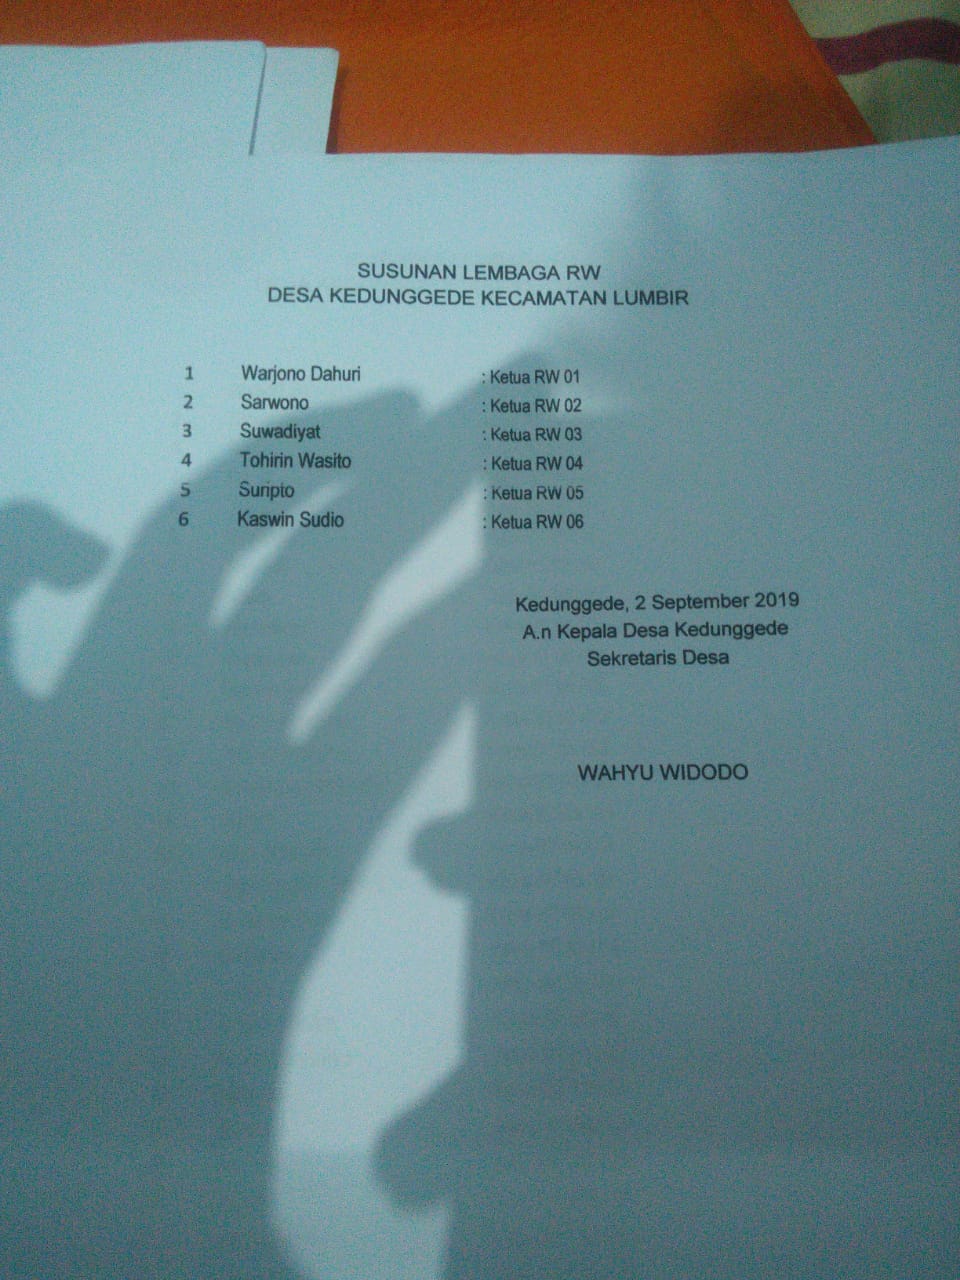 SUSUNAN LEMBAGA RW
DESA KEDUNGGEDE KECAMATAN LUMBIR
1 Warjono Dahuri : Ketua RW 01
2 Sarwono : Ketua RW 02
3 Suwadiyat : Ketua RW 03
4 Tohirin Wasito : Ketua RW 04
5 Suripto : Ketua RW 05
6 Kaswin Sudio : Ketua RW 06
Kedunggede, 2 September 2019
A.n Kepala Desa Kedunggede
Sekretaris Desa
WAHYU WIDODO